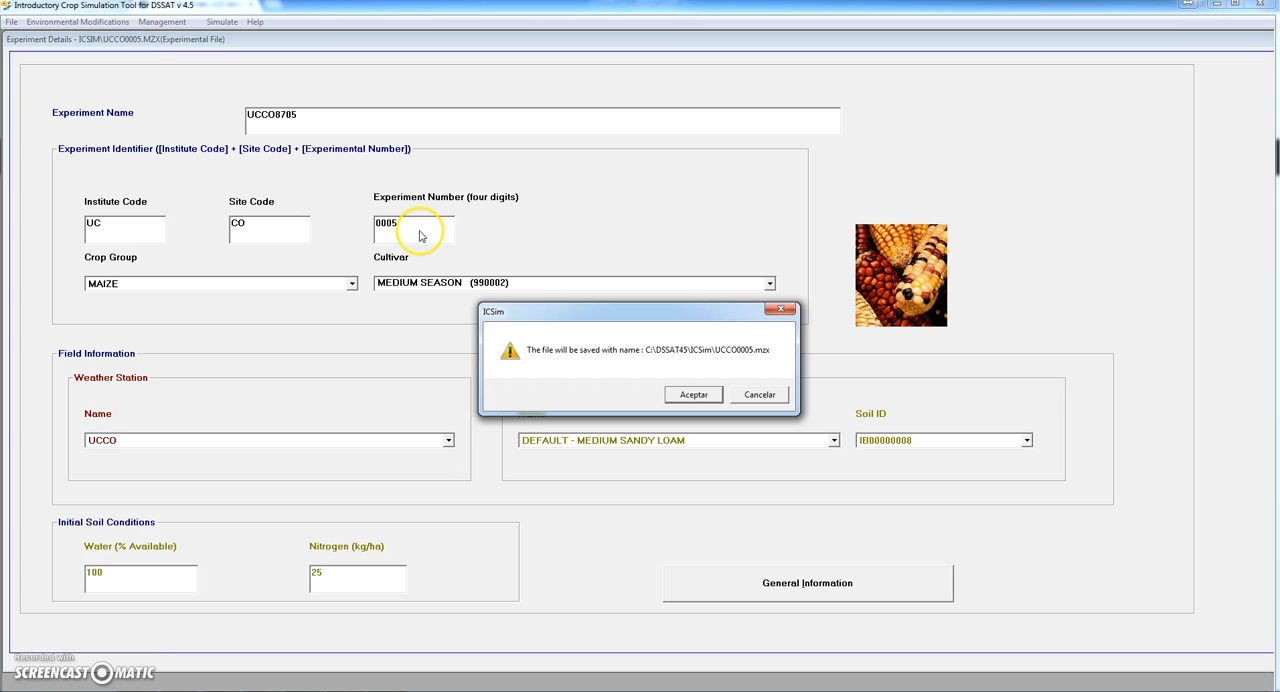 Introductory Crop Simulation Tool for DSSAT v 4.5
File Environmental Modifications Management Simulate Help
Experiment Details - ICSIM\UCCO0005.MZX(Experimental File)
Experiment Name
UCCO8705
Experiment Identifier ([Institute Code] + [Site Code] + [Experimental Number])
Institute Code
Site Code
Experiment Number (four digits)
UC
CO
0005
Crop Group
Cultivar
MAIZE
MEDIUM SEASON (990002)
ICSim
The file will be saved with name : C:\DSSAT45\ICSim\UCCO0005.mzx
Aceptar
Cancelar
Field Information
Weather Station
Name
Soil ID
UCCO
DEFAULT - MEDIUM SANDY LOAM
IB00000008
Initial Soil Conditions
Water (% Available)
Nitrogen (kg/ha)
100
25
General Information
Recorded with
SCREENCAST-O-MATIC